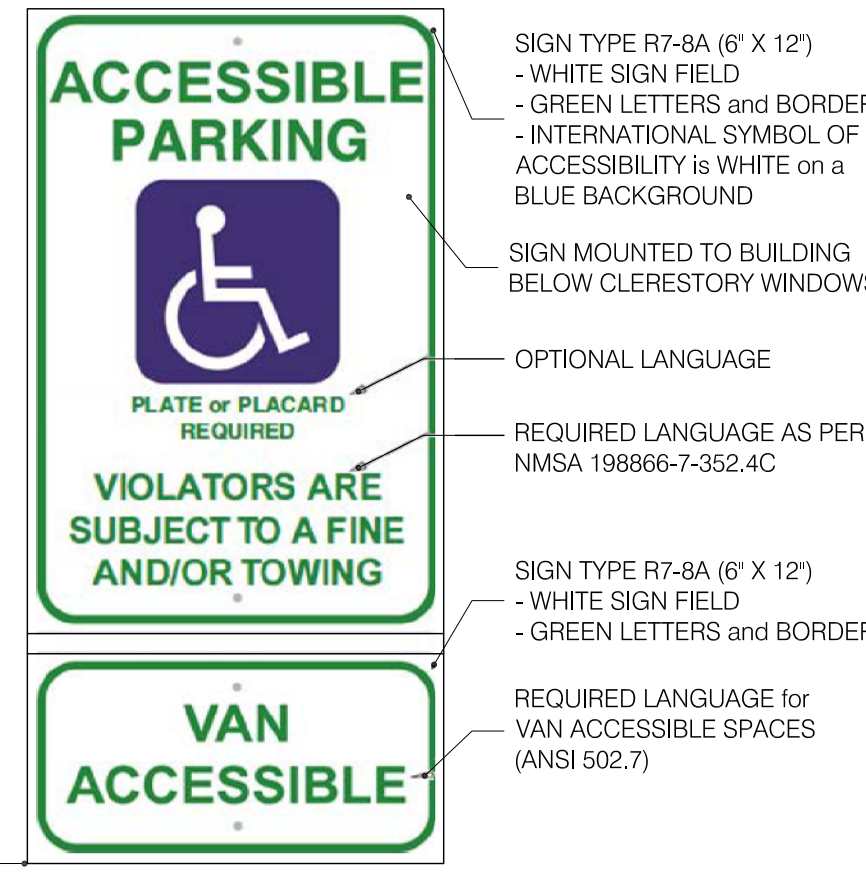 ACCESSIBLE
PARKING
PLATE or PLACARD
REQUIRED
VIOLATORS ARE
SUBJECT TO A FINE
AND/OR TOWING
VAN
ACCESSIBLE
SIGN TYPE R7-8A (6" X 12")
- WHITE SIGN FIELD
- GREEN LETTERS and BORDER
- INTERNATIONAL SYMBOL OF
ACCESSIBILITY is WHITE on a
BLUE BACKGROUND
SIGN MOUNTED TO BUILDING
BELOW CLERESTORY WINDOWS
OPTIONAL LANGUAGE
REQUIRED LANGUAGE AS PER
NMSA 198866-7-352.4C
SIGN TYPE R7-8A (6" X 12")
- WHITE SIGN FIELD
- GREEN LETTERS and BORDER
REQUIRED LANGUAGE for
VAN ACCESSIBLE SPACES
(ANSI 502.7)